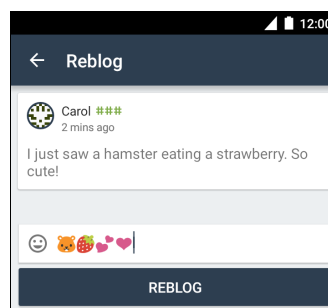 12:00
Reblog
Carol ###
2 mins ago
I just saw a hamster eating a strawberry. So
cute!
🐹🍓💕❤
REBLOG